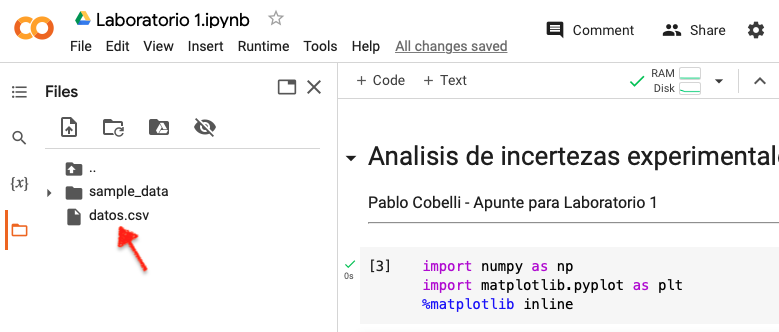 Laboratorio 1.ipynb
File Edit View Insert Runtime Tools Help All changes saved
Comment Share
Files
+ Code + Text
RAM
Disk
..
sample_data
datos.csv
{x}
Analisis de incertezas experimental
Pablo Cobelli - Apunte para Laboratorio 1
[3] import numpy as np
0s import matplotlib.pyplot as plt
%matplotlib inline